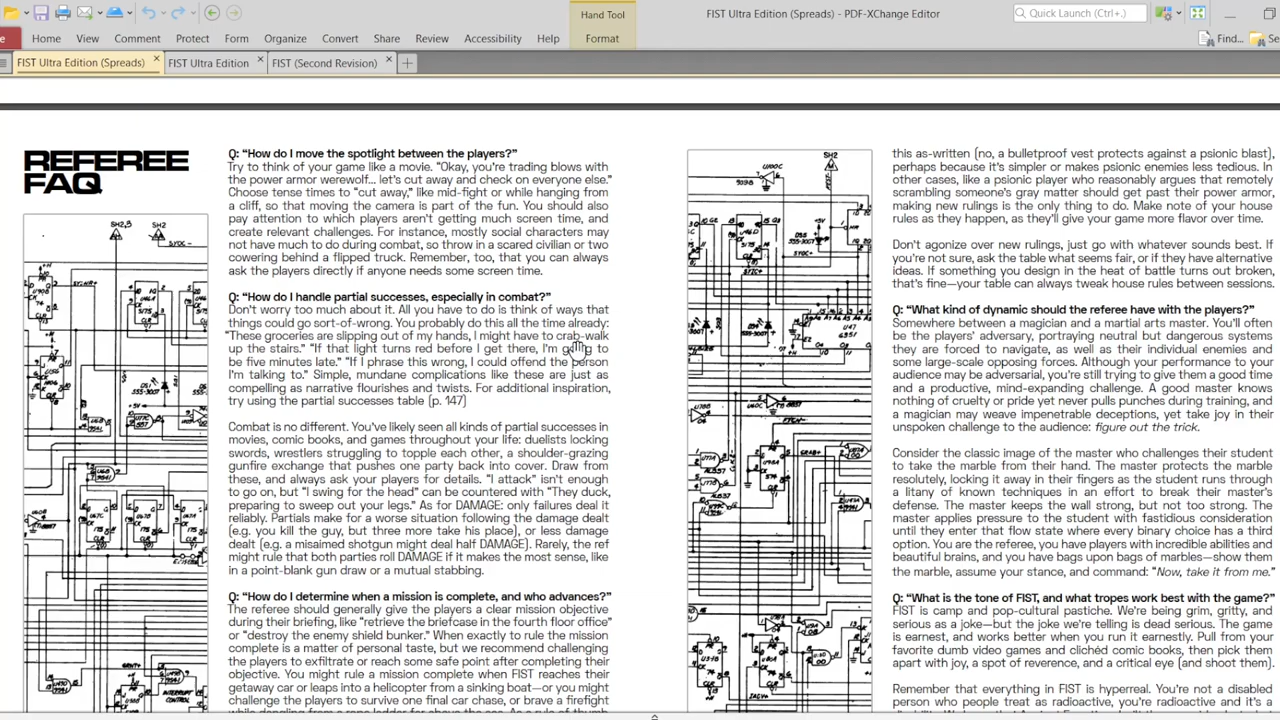 Hand Tool
FIST Ultra Edition (Spreads) - PDF-XChange Editor
Quick Launch (Ctrl+.)
Home View Comment Protect Form Organize Convert Share Review Accessibility Help Format
Find...
FIST Ultra Edition (Spreads) FIST Ultra Edition FIST (Second Revision)
REFEREE
FAQ
Q: “How do I move the spotlight between the players?”
Try to think of your game like a movie. “Okay, you’re trading blows with
the power armor werewolf... let’s cut away and check on everyone else.”
Choose tense times to “cut away,” like mid-fight or while hanging from
a cliff, so that moving the camera is part of the fun. You should also
pay attention to which players aren’t getting much screen time, and
create relevant challenges. For instance, mostly social characters may
not have much to do during combat, so throw in a scared civilian or two
cowering behind a flipped truck. Remember, too, that you can always
ask the players directly if anyone needs some screen time.
Q: “How do I handle partial successes, especially in combat?”
Don’t worry too much about it. All you have to do is think of ways that
things could go sort-of-wrong. You probably do this all the time already:
“These groceries are slipping out of my hands, I might have to crab-walk
up the stairs.” “If that light turns red before I get there, I’m going to
be five minutes late.” “If I phrase this wrong, I could offend the person
I’m talking to.” Simple, mundane complications like these are just as
compelling as narrative flourishes and twists. For additional inspiration,
try using the partial successes table (p. 147)
Combat is no different. You’ve likely seen all kinds of partial successes in
movies, comic books, and games throughout your life: duelists locking
swords, wrestlers struggling to topple each other, a shoulder-grazing
gunfire exchange that pushes one party back into cover. Draw from
these, and always ask your players for details. “I attack” isn’t enough
to go on, but “I swing for the head” can be countered with “They duck,
preparing to sweep out your legs.” As for DAMAGE: only failures deal it
reliably. Partials make for a worse situation following the damage dealt
(e.g. you kill the guy, but three more take his place), or less damage
dealt (e.g. a misaimed shotgun might deal half DAMAGE). Rarely, the ref
might rule that both parties roll DAMAGE if it makes the most sense, like
in a point-blank gun draw or a mutual stabbing.
Q: “How do I determine when a mission is complete, and who advances?”
The referee should generally give the players a clear mission objective
during their briefing, like “retrieve the briefcase in the fourth floor office”
or “destroy the enemy shield bunker.” When exactly to rule the mission
complete is a matter of personal taste, but we recommend challenging
the players to exfiltrate or reach some safe point after completing their
objective. You might rule a mission complete when FIST reaches their
getaway car or leaps into a helicopter from a sinking boat—or you might
challenge the players to survive one final car chase, or brave a firefight
this as-written (no, a bulletproof vest protects against a psionic blast),
perhaps because it’s simpler or makes psionic enemies less tedious. In
other cases, like a psionic player who reasonably argues that remotely
scrambling someone’s gray matter should get past their power armor,
making new rulings is the only thing to do. Make note of your house
rules as they happen, as they’ll give your game more flavor over time.
Don’t agonize over new rulings, just go with whatever sounds best. If
you’re not sure, ask the table what seems fair, or if they have alternative
ideas. If something you design in the heat of battle turns out broken,
that’s fine—your table can always tweak house rules between sessions.
Q: “What kind of dynamic should the referee have with the players?”
Somewhere between a magician and a martial arts master. You’ll often
be the players’ adversary, portraying neutral but dangerous systems
they are forced to navigate, as well as their individual enemies and
some large-scale opposing forces. Although your performance to your
audience may be adversarial, you’re still trying to give them a good time
and a productive, mind-expanding challenge. A good master knows
nothing of cruelty or pride yet never pulls punches during training, and
a magician may weave impenetrable deceptions, yet take joy in their
unspoken challenge to the audience: figure out the trick.
Consider the classic image of the master who challenges their student
to take the marble from their hand. The master protects the marble
resolutely, locking it away in their fingers as the student runs through
a litany of known techniques in an effort to break their master’s
defense. The master keeps the wall strong, but not too strong. The
master applies pressure to the student with fastidious consideration
until they enter that flow state where every binary choice has a third
option. You are the referee, you have players with incredible abilities and
beautiful brains, and you have bags upon bags of marbles—show them
the marble, assume your stance, and command: “Now, take it from me.”
Q: “What is the tone of FIST, and what tropes work best with the game?”
FIST is camp and pop-cultural pastiche. We’re being grim, gritty, and
serious as a joke—but the joke we’re telling is dead serious. The game
is earnest, and works better when you run it earnestly. Pull from your
favorite dumb video games and clichéd comic books, then pick them
apart with joy, a spot of reverence, and a critical eye (and shoot them).
Remember that everything in FIST is hyperreal. You’re not a disabled
person who people treat as radioactive, you’re radioactive and it’s a